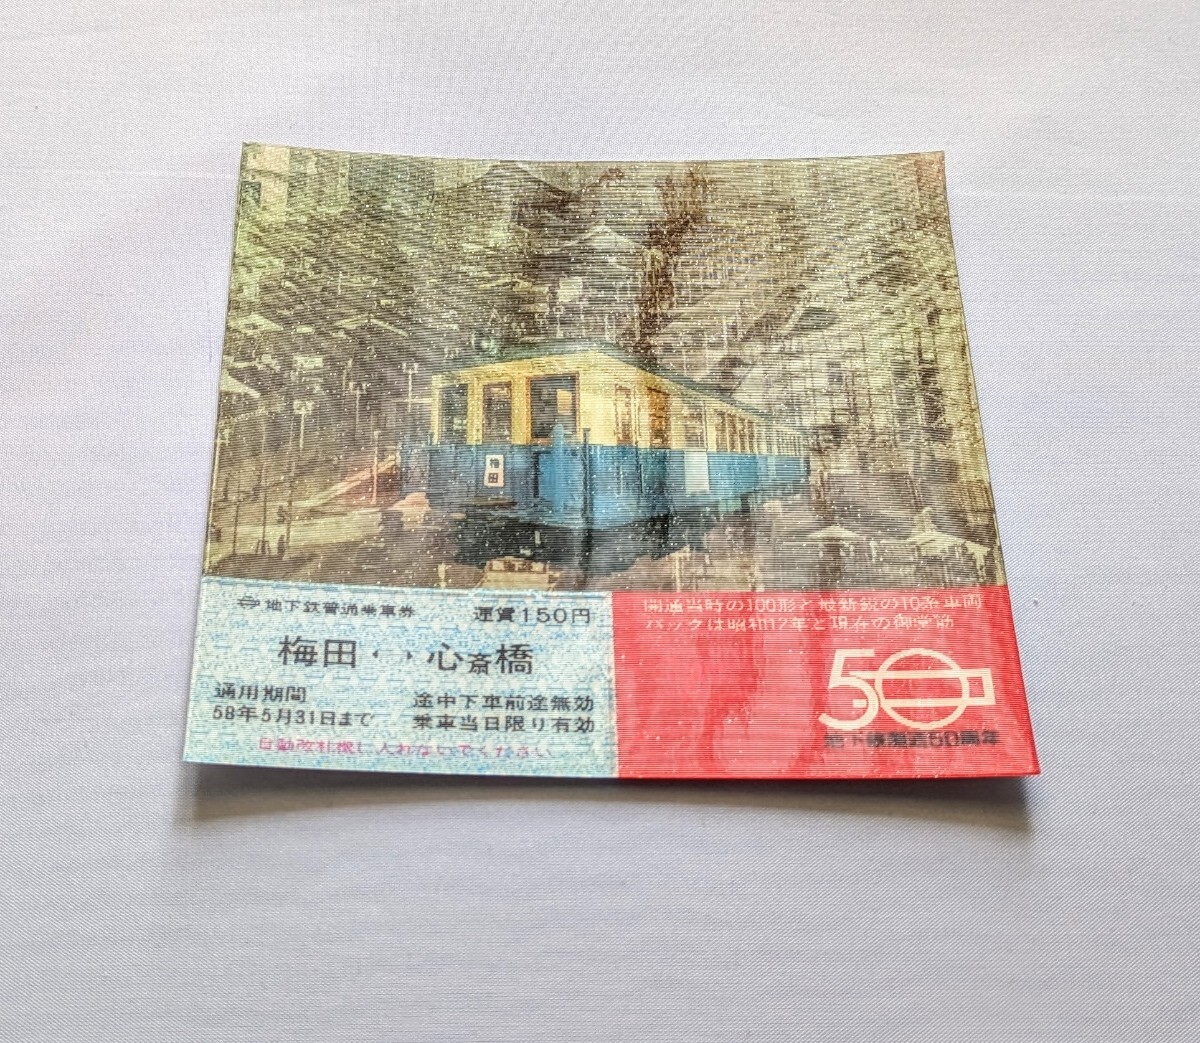 梅田
地下鉄普通乗車券 運賃150円
梅田↔心斎橋
通用期間
58年5月31日まで
途中下車前途無効
乗車当日限り有効
自動改札機に入れないでください
開通当時の100形と最新鋭の10系車両
バックは昭和12年と現在の御堂筋
50
地下鉄開通50周年